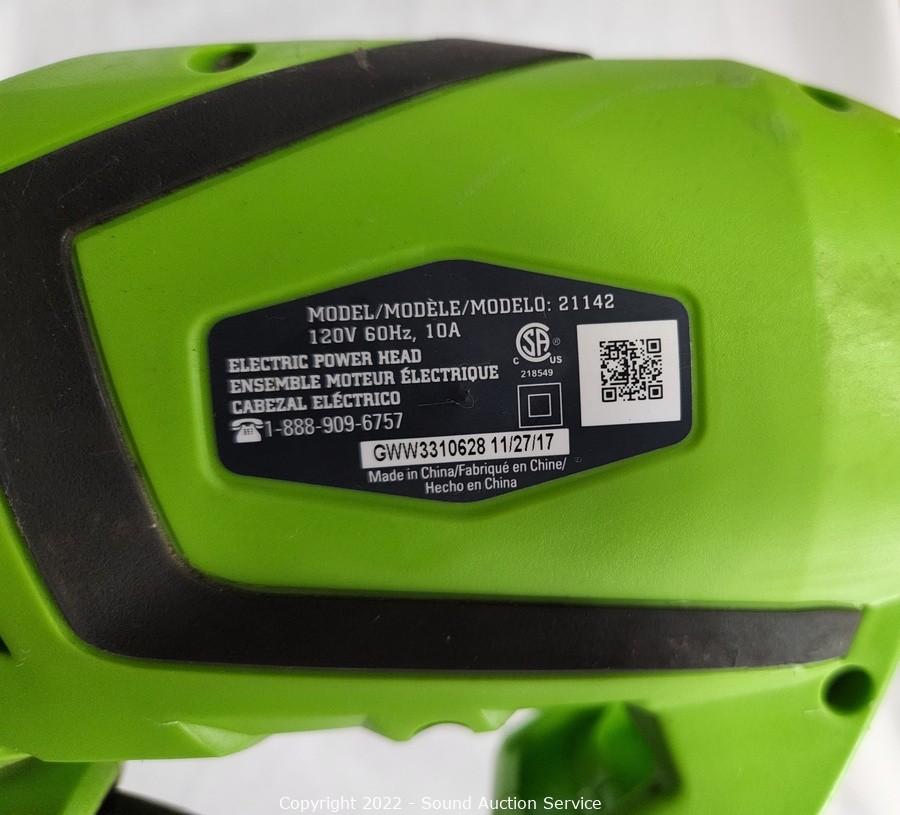 MODEL/MODÈLE/MODELO: 21142
120V 60Hz, 10A
ELECTRIC POWER HEAD
ENSEMBLE MOTEUR ÉLECTRIQUE
CABEZAL ELÉCTRICO
1-888-909-6757
C SA ® US
218549
GWW3310628 11/27/17
Made in China/Fabriqué en Chine/
Hecho en China
Copyright 2022 - Sound Auction Service